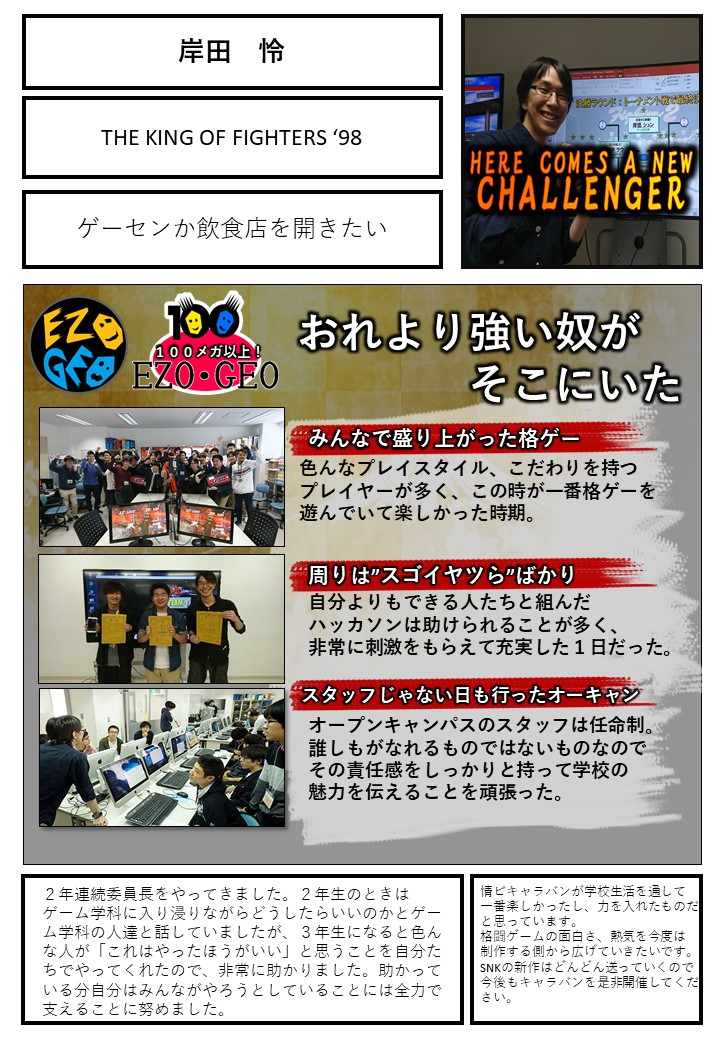 岸田　怜
THE KING OF FIGHTERS ‘98
ゲーセンか飲食店を開きたい
決勝ラウンド：トーナメント戦で最終決
HERE COMES A NEW
CHALLENGER
EZO
GEO
100
１００メガ以上！
EZO・GEO
おれより強い奴が
そこにいた
みんなで盛り上がった格ゲー
色んなプレイスタイル、こだわりを持つ
プレイヤーが多く、この時が一番格ゲーを
遊んでいて楽しかった時期。
周りは”スゴイヤツら”ばかり
自分よりもできる人たちと組んだ
ハッカソンは助けられることが多く、
非常に刺激をもらえて充実した１日だった。
スタッフじゃない日も行ったオーキャン
オープンキャンパスのスタッフは任命制。
誰しもがなれるものではないものなので
その責任感をしっかりと持って学校の
魅力を伝えることを頑張った。
２年連続委員長をやってきました。２年生のときは
ゲーム学科に入り浸りながらどうしたらいいのかとゲー
ム学科の人達と話していましたが、３年生になると色ん
な人が「これはやったほうがいい」と思うことを自分た
ちでやってくれたので、非常に助かりました。助かって
いる分自分はみんながやろうとしていることには全力で
支えることに努めました。
情ビキャラバンが学校生活を通して
一番楽しかったし、力を入れたものだ
と思っています。
格闘ゲームの面白さ、熱気を今度は
制作する側から広げていきたいです。
SNKの新作はどんどん送っていくので
今後もキャラバンを是非開催してくだ
さい。